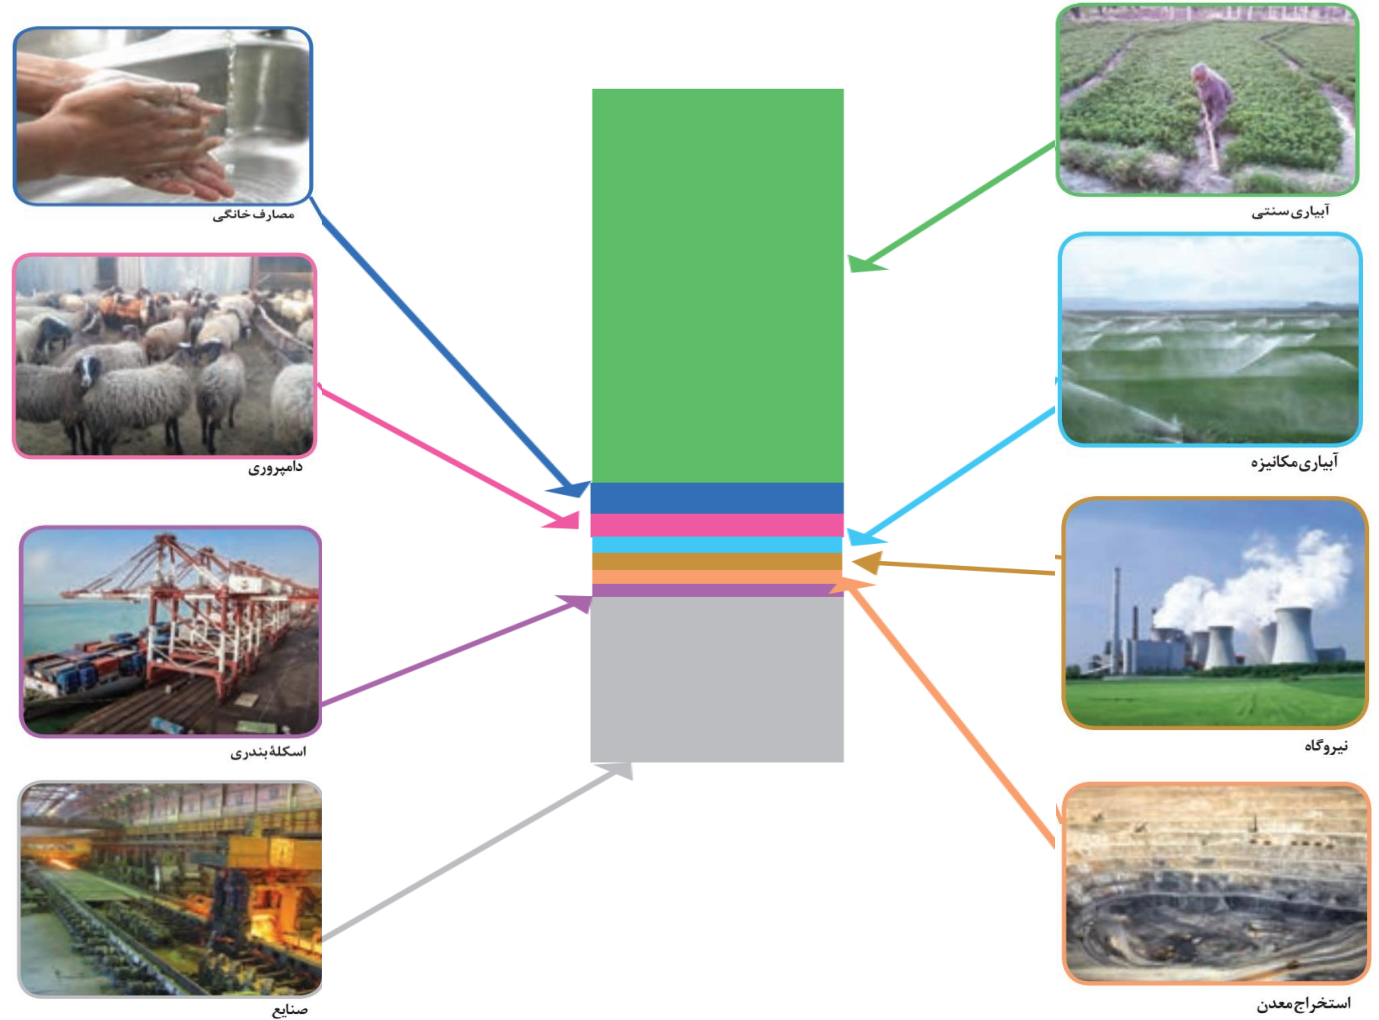 آبیاری سنتی
مصارف خانگی
آبیاری مکانیزه
دامپروری
نیروگاه
اسکلهٔ بندری
استخراج معدن
صنایع